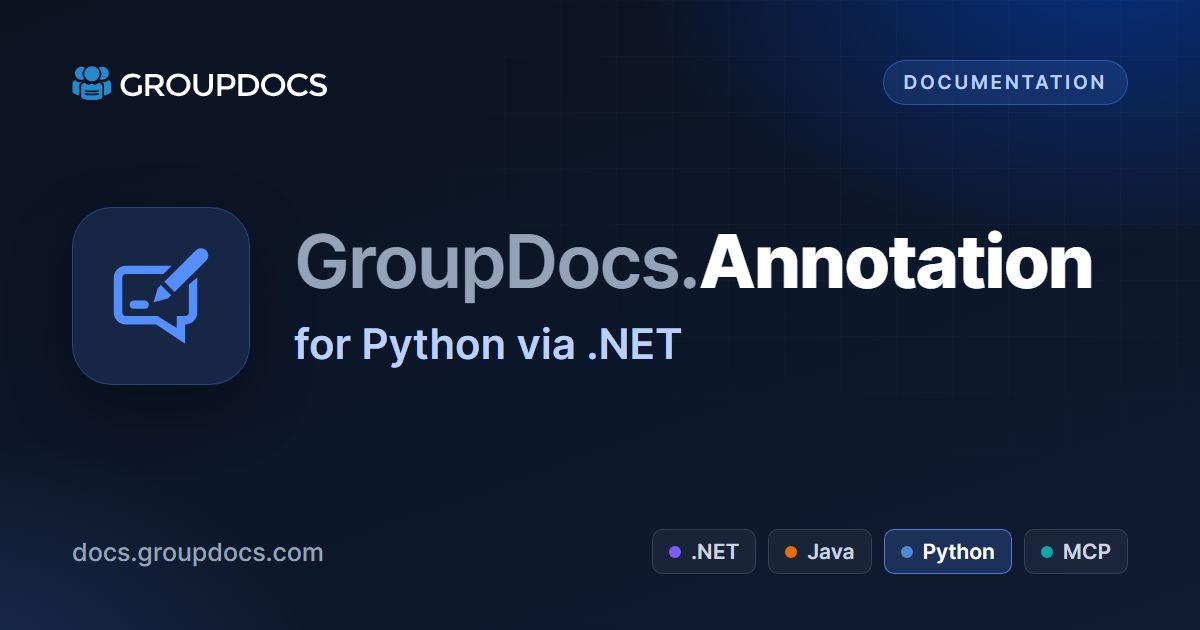 GROUPDOCS
DOCUMENTATION
GroupDocs.Annotation
for Python via .NET
docs.groupdocs.com
.NET
Java
Python
MCP